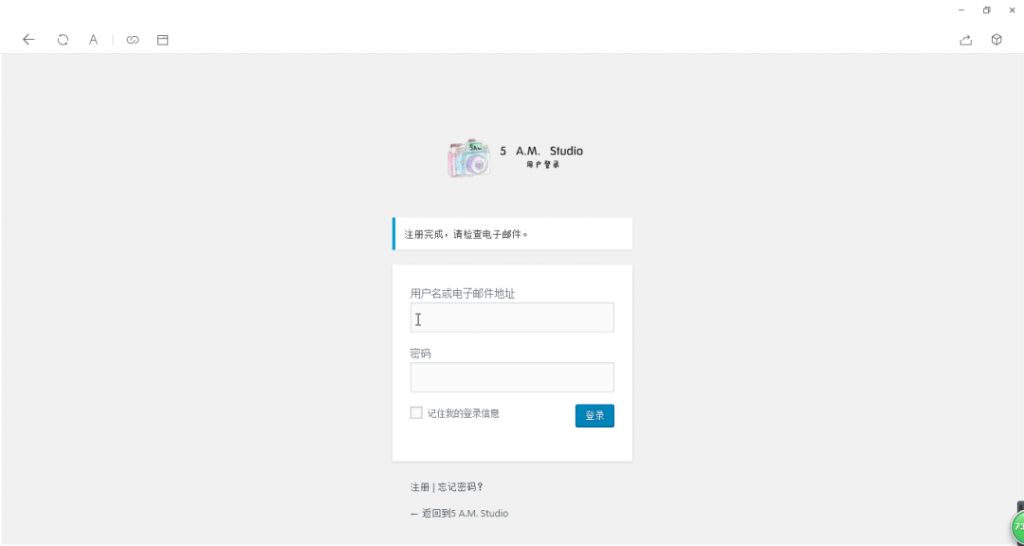 A
5 A.M. Studio
用户登录
注册完成。请检查电子邮件。
用户名或电子邮件地址
密码
记住我的登录信息
登录
注册 | 忘记密码？
← 返回到5 A.M. Studio